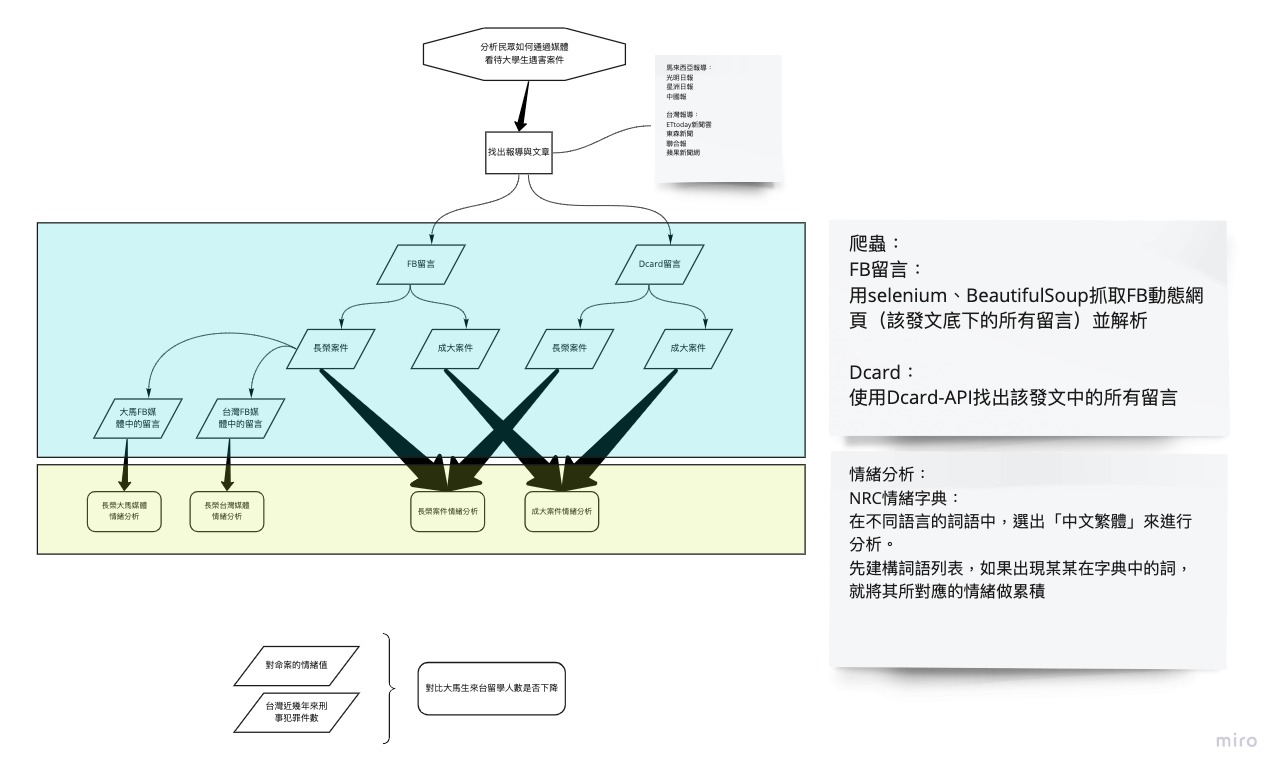 分析民眾如何通過媒體
看待大學生遇害案件
馬來西亞報導：
光明日報
星洲日報
中國報
台灣報導：
ETtoday新聞雲
東森新聞
聯合報
蘋果新聞網
找出報導與文章
FB留言
Dcard留言
長榮案件
成大案件
長榮案件
成大案件
大馬FB媒
體中的留言
台灣FB媒
體中的留言
長榮大馬媒體
情緒分析
長榮台灣媒體
情緒分析
長榮案件情緒分析
成大案件情緒分析
爬蟲：
FB留言：
用selenium、BeautifulSoup抓取FB動態網
頁（該發文底下的所有留言）並解析
Dcard：
使用Dcard-API找出該發文中的所有留言
情緒分析：
NRC情緒字典：
在不同語言的詞語中，選出「中文繁體」來進行
分析。
先建構詞語列表，如果出現某某在字典中的詞，
就將其所對應的情緒做累積
對命案的情緒值
台灣近幾年來刑
事犯罪件數
對比大馬生來台留學人數是否下降
miro